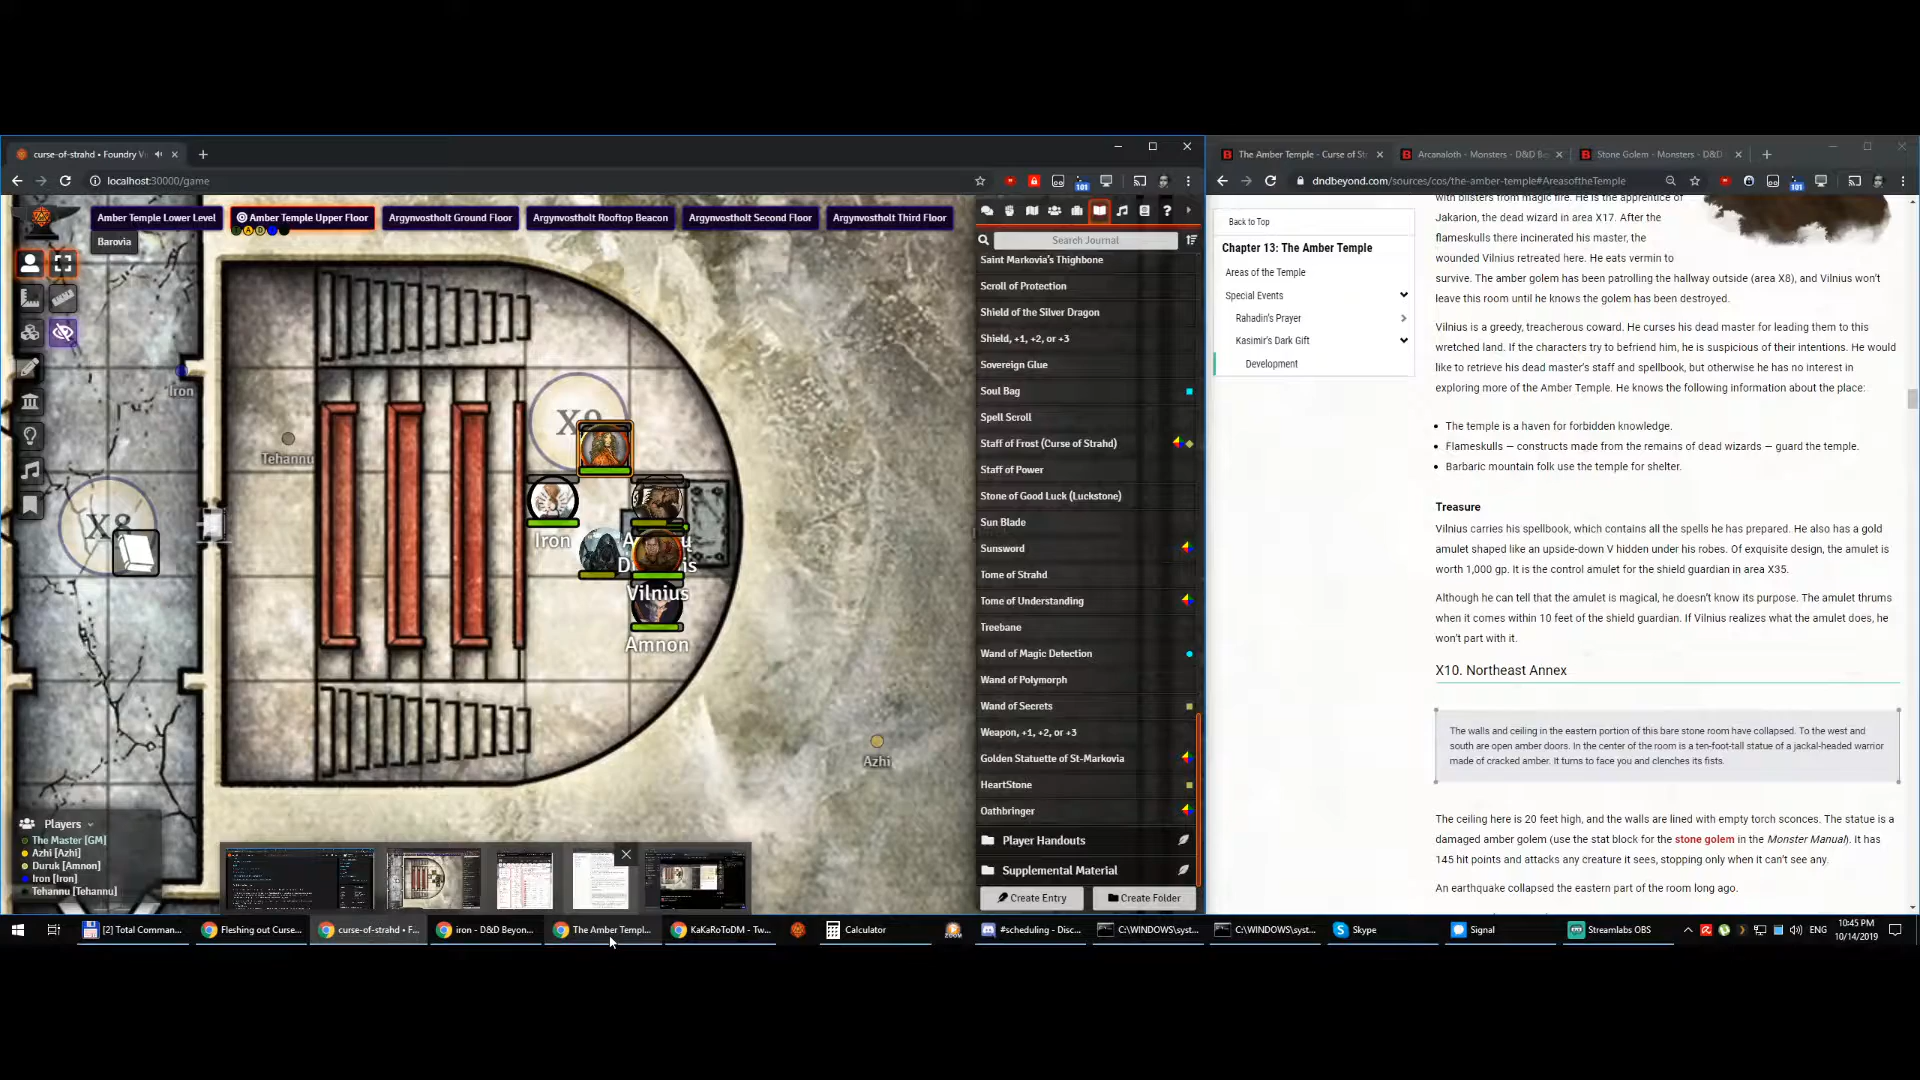 curse-of-strahd • Foundry V
localhost:30000/game
Amber Temple Lower Level
Amber Temple Upper Floor
Argynvostholt Ground Floor
Argynvostholt Rooftop Beacon
Argynvostholt Second Floor
Argynvostholt Third Floor
Barovia
Iron
Tehannu
X8
X9
Iron
Vilnius
Amnon
Azhi
Players
The Master [GM]
Azhi [Azhi]
Duruk [Amnon]
Iron [Iron]
Tehannu [Tehannu]
Search Journal
Saint Markovia's Thighbone
Scroll of Protection
Shield of the Silver Dragon
Shield, +1, +2, or +3
Sovereign Glue
Soul Bag
Spell Scroll
Staff of Frost (Curse of Strahd)
Staff of Power
Stone of Good Luck (Luckstone)
Sun Blade
Sunsword
Tome of Strahd
Tome of Understanding
Treebane
Wand of Magic Detection
Wand of Polymorph
Wand of Secrets
Weapon, +1, +2, or +3
Golden Statuette of St-Markovia
HeartStone
Oathbringer
Player Handouts
Supplemental Material
Create Entry
Create Folder
The Amber Temple - Curse of St
Arcanaloth - Monsters - D&D B
Stone Golem - Monsters - D&D
dndbeyond.com/sources/cos/the-amber-temple#AreasoftheTemple
Back to Top
Chapter 13: The Amber Temple
Areas of the Temple
Special Events
Rahadin's Prayer
Kasimir's Dark Gift
Development
with blisters from magic fire. He is the apprentice of
Jakarion, the dead wizard in area X17. After the
flameskulls there incinerated his master, the
wounded Vilnius retreated here. He eats vermin to
survive. The amber golem has been patrolling the hallway outside (area X8), and Vilnius won't
leave this room until he knows the golem has been destroyed.
Vilnius is a greedy, treacherous coward. He curses his dead master for leading them to this
wretched land. If the characters try to befriend him, he is suspicious of their intentions. He would
like to retrieve his dead master's staff and spellbook, but otherwise he has no interest in
exploring more of the Amber Temple. He knows the following information about the place:
• The temple is a haven for forbidden knowledge.
• Flameskulls — constructs made from the remains of dead wizards — guard the temple.
• Barbaric mountain folk use the temple for shelter.
Treasure
Vilnius carries his spellbook, which contains all the spells he has prepared. He also has a gold
amulet shaped like an upside-down V hidden under his robes. Of exquisite design, the amulet is
worth 1,000 gp. It is the control amulet for the shield guardian in area X35.
Although he can tell that the amulet is magical, he doesn't know its purpose. The amulet thrums
when it comes within 10 feet of the shield guardian. If Vilnius realizes what the amulet does, he
won't part with it.
X10. Northeast Annex
The walls and ceiling in the eastern portion of this bare stone room have collapsed. To the west and
south are open amber doors. In the center of the room is a ten-foot-tall statue of a jackal-headed warrior
made of cracked amber. It turns to face you and clenches its fists.
The ceiling here is 20 feet high, and the walls are lined with empty torch sconces. The statue is a
damaged amber golem (use the stat block for the stone golem in the Monster Manual). It has
145 hit points and attacks any creature it sees, stopping only when it can't see any.
An earthquake collapsed the eastern part of the room long ago.
[2] Total Comman...
Fleshing out Curse...
curse-of-strahd • F...
iron - D&D Beyon...
The Amber Templ...
KaKaRoToDM - Tw...
Calculator
#scheduling - Disc...
C:\WINDOWS\syst...
C:\WINDOWS\syst...
Skype
Signal
Streamlabs OBS
ENG
10:45 PM
10/14/2019